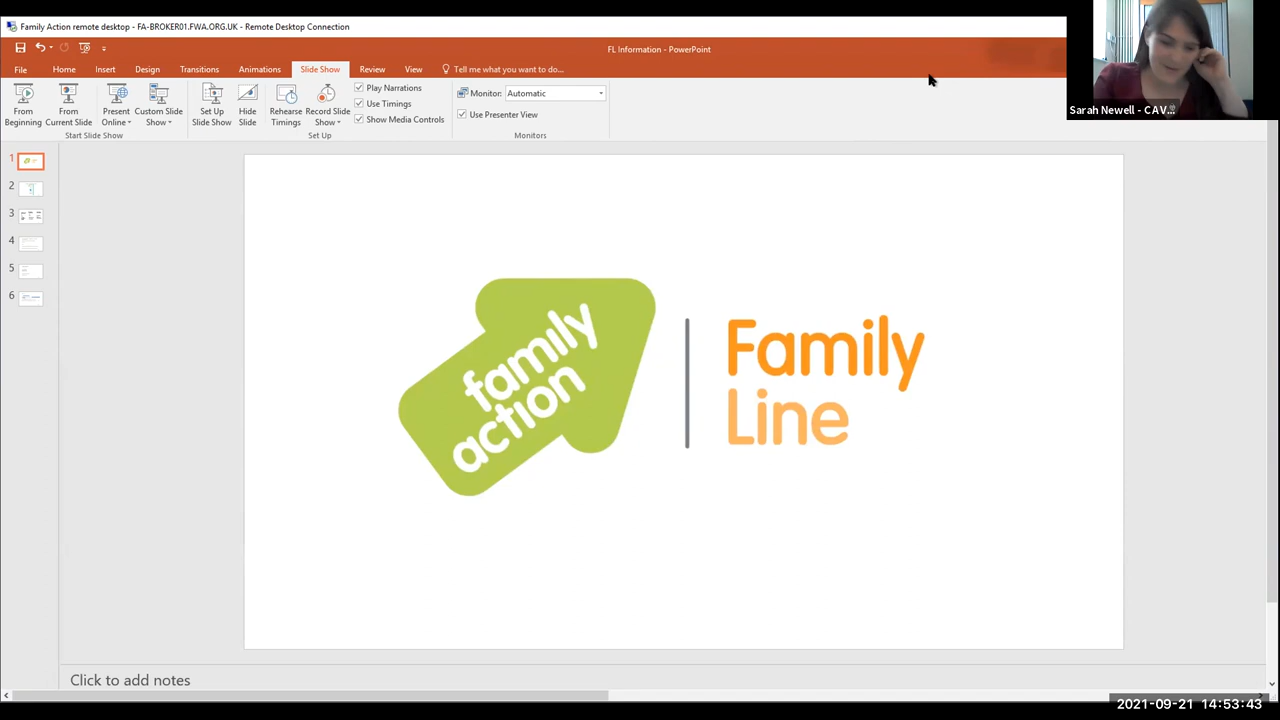 Family Action remote desktop - FA-BROKER01.FWA.ORG.UK - Remote Desktop Connection
FL Information - PowerPoint
File Home Insert Design Transitions Animations Slide Show Review View Tell me what you want to do...
From Beginning
From Current Slide
Present Online
Custom Slide Show
Start Slide Show
Set Up Slide Show
Hide Slide
Rehearse Timings
Record Slide Show
Play Narrations
Use Timings
Show Media Controls
Set Up
Monitor: Automatic
Use Presenter View
Monitors
Sarah Newell - CAV...
1
2
3
4
5
6
family
action
Family
Line
Click to add notes
2021-09-21 14:53:43